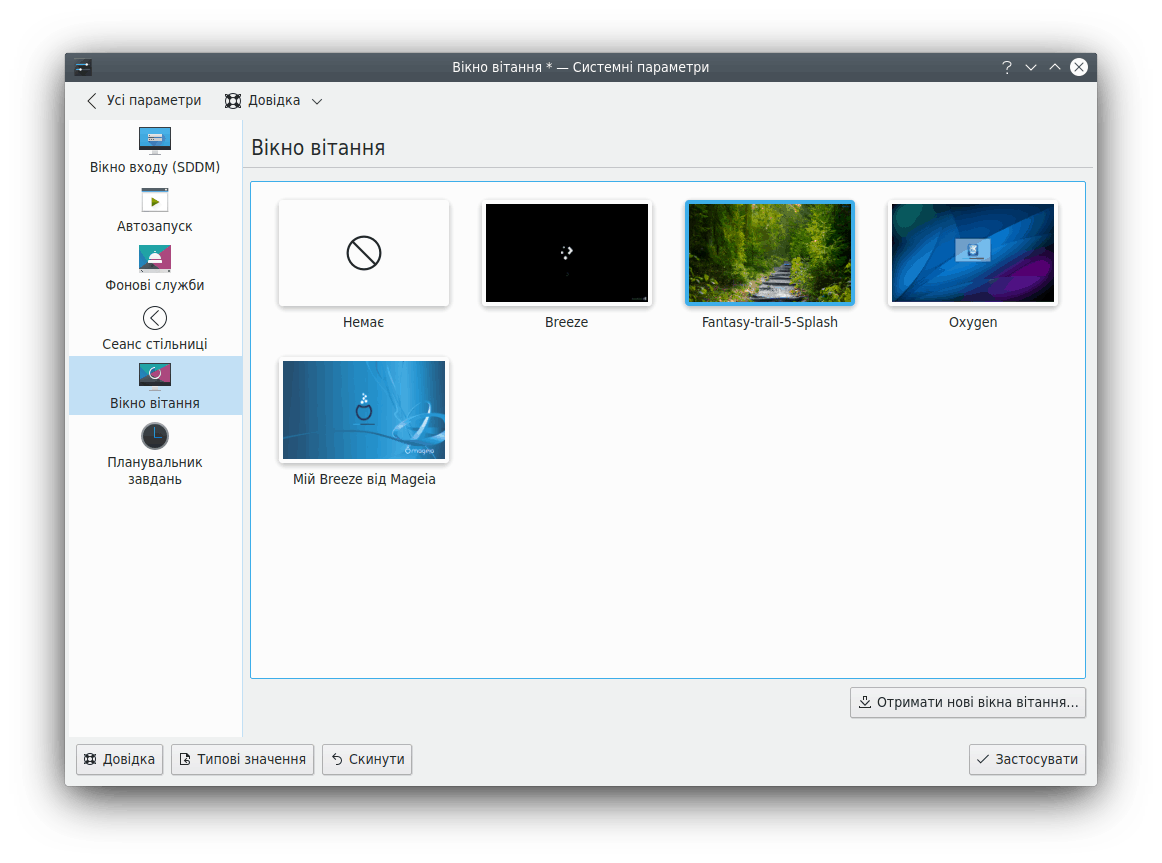 Вікно вітання * — Системні параметри
Усі параметри
Довідка
Вікно входу (SDDM)
Автозапуск
Фонові служби
Сеанс стільниці
Вікно вітання
Планувальник
завдань
Вікно вітання
Немає
Breeze
Fantasy-trail-5-Splash
Oxygen
mageia
Мій Breeze від Mageia
Отримати нові вікна вітання...
Довідка
Типові значення
Скинути
Застосувати